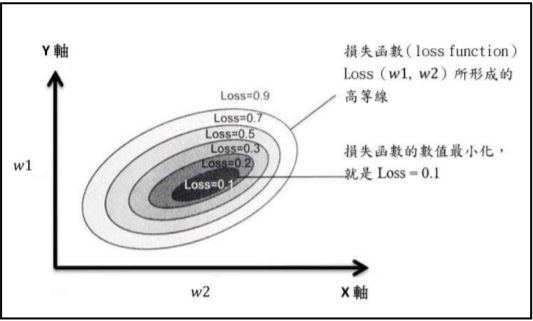 Y 軸
損失函數(loss function)
Loss (w1, w2) 所形成的
高等線
Loss=0.9
Loss=0.7
Loss=0.5
Loss=0.3
Loss=0.2
Loss=0.1
損失函數的數值最小化，
就是 Loss = 0.1
w1
w2
X 軸